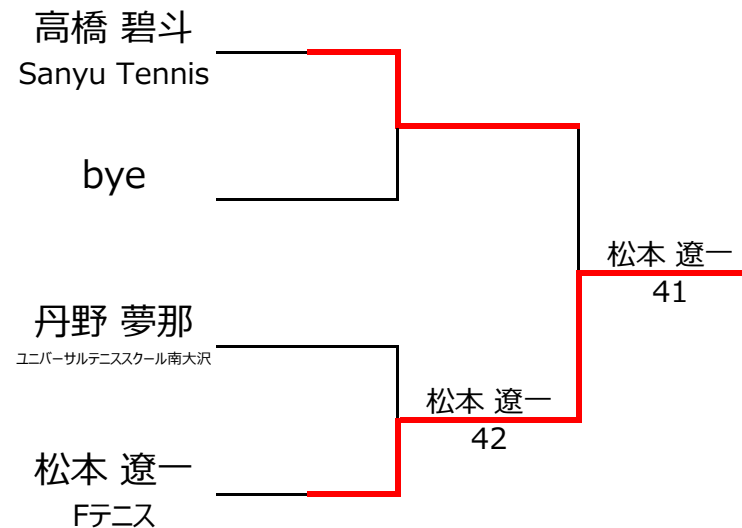 高橋 碧斗
Sanyu Tennis
bye
丹野 夢那
ユニバーサルテニススクール南大沢
松本 遼一
Fテニス
松本 遼一
42
松本 遼一
41